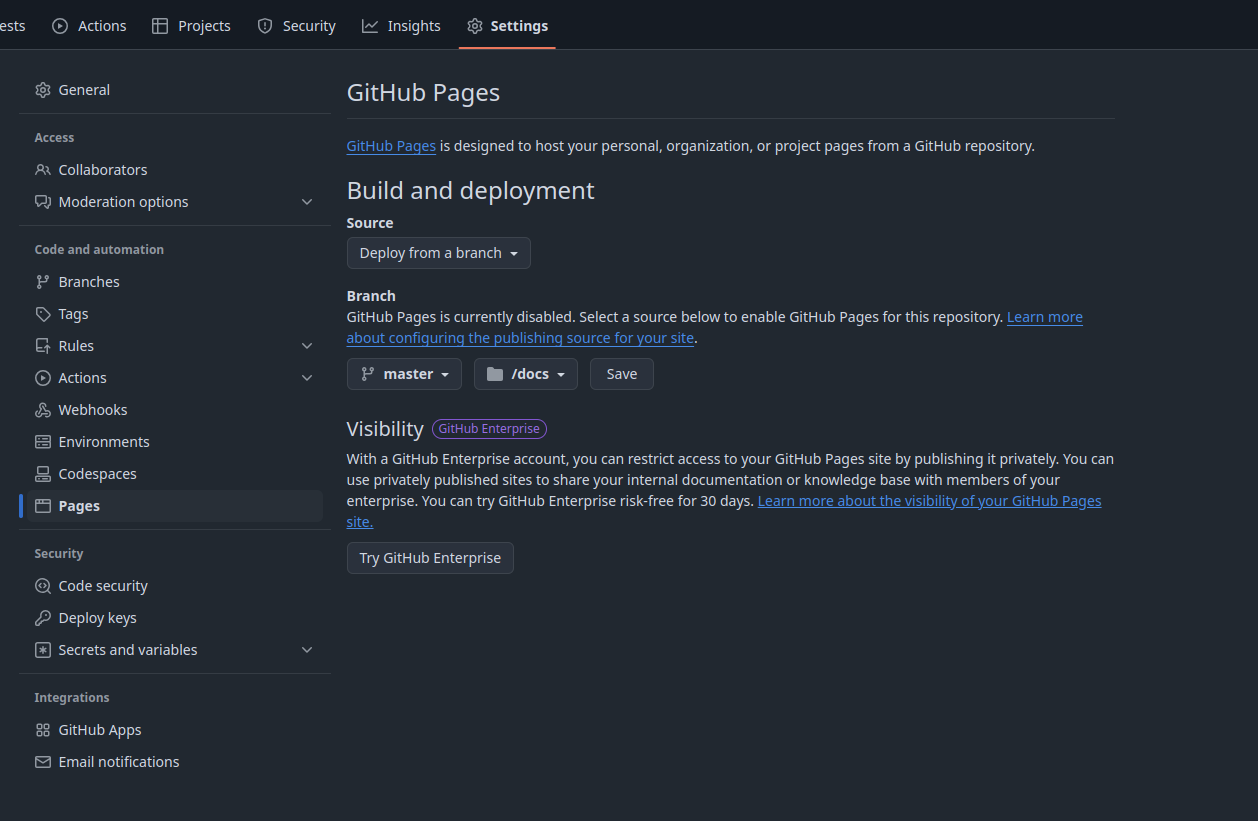 ests Actions Projects Security Insights Settings
General
Access
Collaborators
Moderation options
Code and automation
Branches
Tags
Rules
Actions
Webhooks
Environments
Codespaces
Pages
Security
Code security
Deploy keys
Secrets and variables
Integrations
GitHub Apps
Email notifications
GitHub Pages
GitHub Pages is designed to host your personal, organization, or project pages from a GitHub repository.
Build and deployment
Source
Deploy from a branch
Branch
GitHub Pages is currently disabled. Select a source below to enable GitHub Pages for this repository. Learn more
about configuring the publishing source for your site.
master /docs Save
Visibility GitHub Enterprise
With a GitHub Enterprise account, you can restrict access to your GitHub Pages site by publishing it privately. You can
use privately published sites to share your internal documentation or knowledge base with members of your
enterprise. You can try GitHub Enterprise risk-free for 30 days. Learn more about the visibility of your GitHub Pages
site.
Try GitHub Enterprise